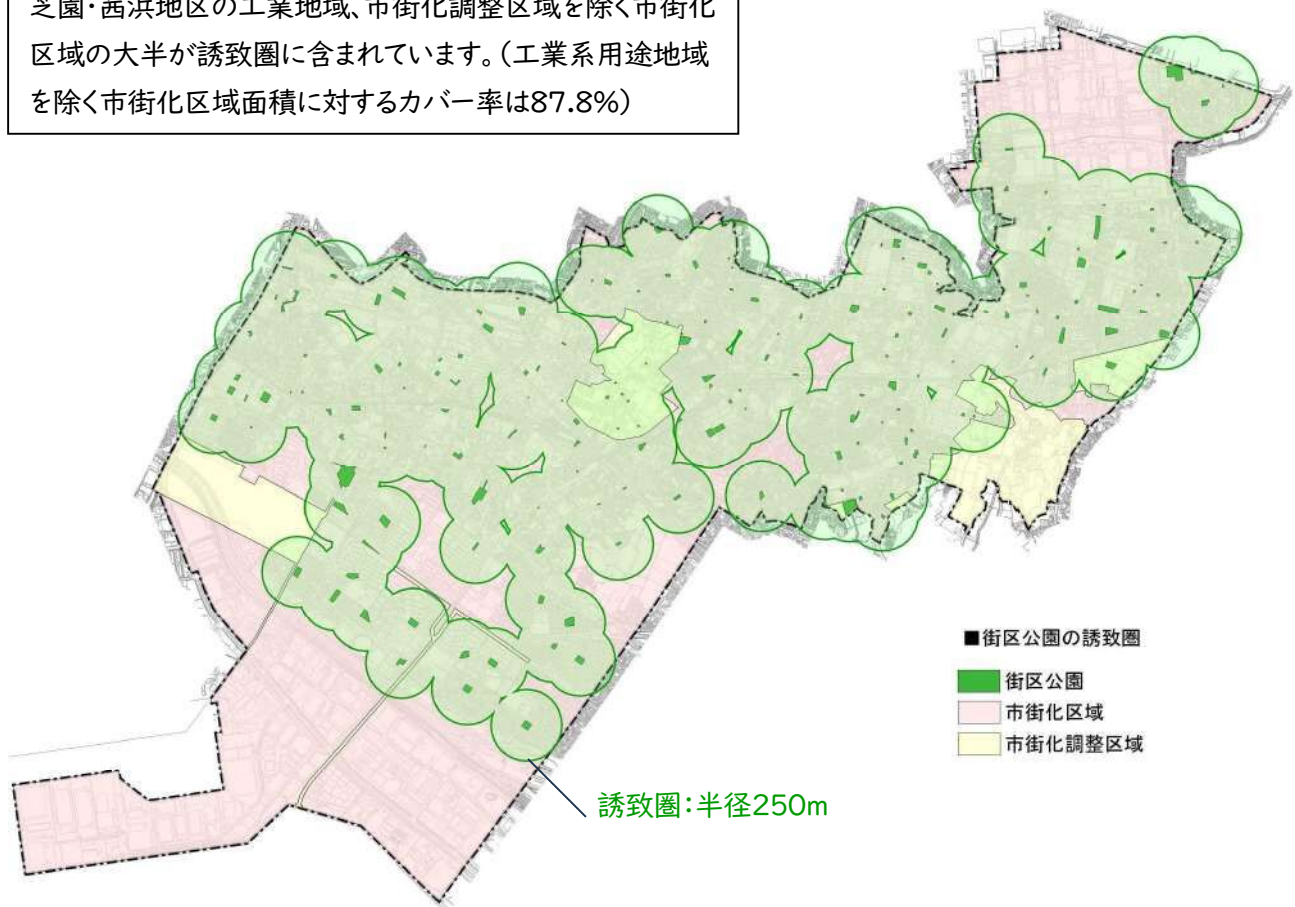 芝園・茜浜地区の工業地域、市街化調整区域を除く市街化
区域の大半が誘致圏に含まれています。(工業系用途地域
を除く市街化区域面積に対するカバー率は87.8%)
■街区公園の誘致圏
街区公園
市街化区域
市街化調整区域
誘致圏:半径250m